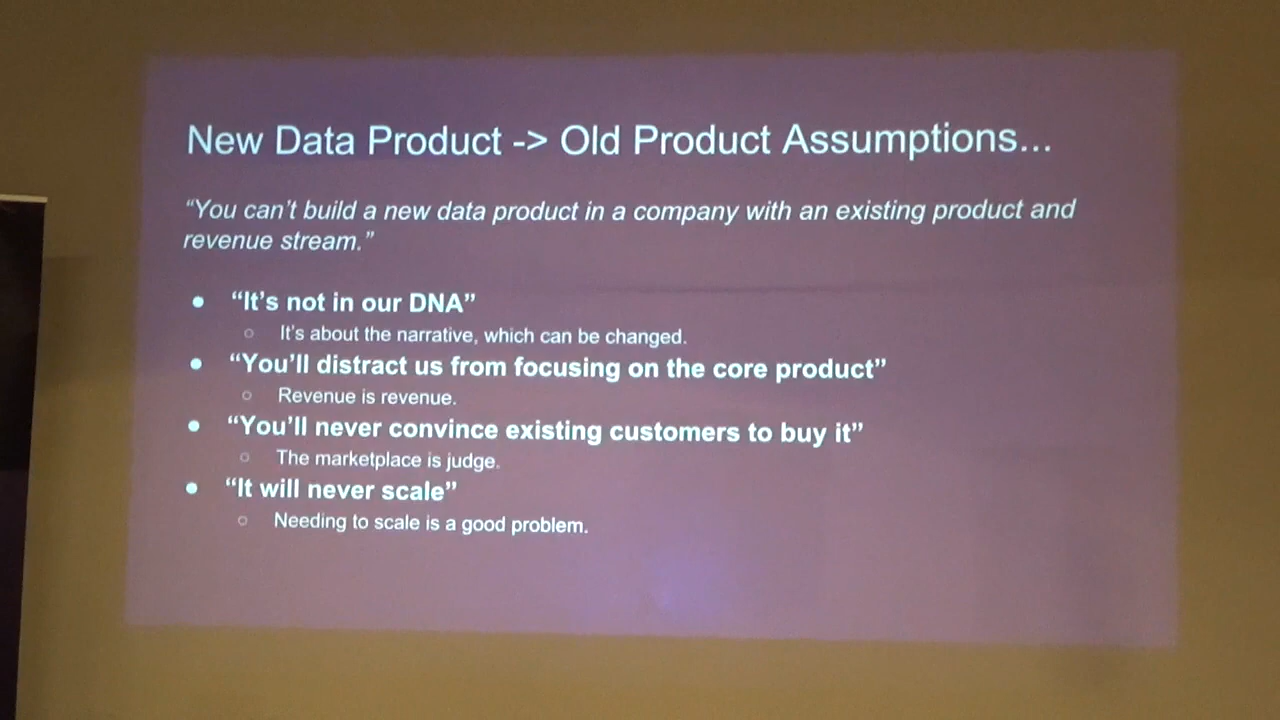 New Data Product -> Old Product Assumptions...
“You can’t build a new data product in a company with an existing product and
revenue stream.”
● “It’s not in our DNA”
○ It’s about the narrative, which can be changed.
● “You’ll distract us from focusing on the core product”
○ Revenue is revenue.
● “You’ll never convince existing customers to buy it”
○ The marketplace is judge.
● “It will never scale”
○ Needing to scale is a good problem.